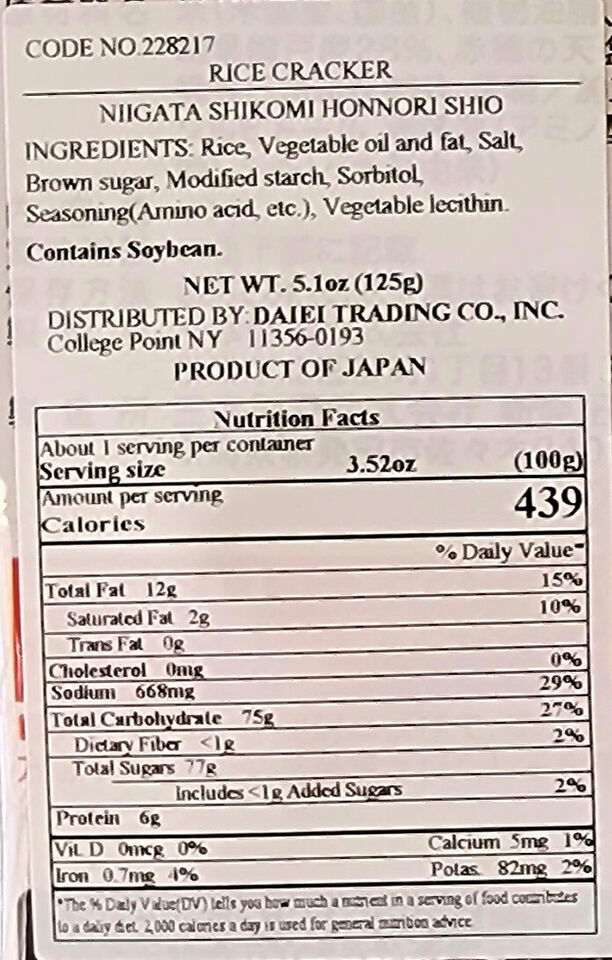 CODE NO.228217
RICE CRACKER
NIIGATA SHIKOMI HONNORI SHIO
INGREDIENTS: Rice, Vegetable oil and fat, Salt,
Brown sugar, Modified starch, Sorbitol,
Seasoning(Amino acid, etc.), Vegetable lecithin.
Contains Soybean.
NET WT. 5.1oz (125g)
DISTRIBUTED BY: DAIEI TRADING CO., INC.
College Point NY 11356-0193
PRODUCT OF JAPAN
Nutrition Facts
About 1 serving per container
Serving size 3.52oz (100g)
Amount per serving
Calories 439
% Daily Value*
Total Fat 12g 15%
Saturated Fat 2g 10%
Trans Fat 0g
Cholesterol 0mg 0%
Sodium 668mg 29%
Total Carbohydrate 75g 27%
Dietary Fiber <1g 2%
Total Sugars 77g
Includes <1g Added Sugars 2%
Protein 6g
Vit. D 0mcg 0% Calcium 5mg 1%
Iron 0.7mg 4% Potas. 82mg 2%
*The % Daily Value(DV) tells you how much a nutrient in a serving of food contributes
to a daily diet. 2,000 calories a day is used for general nutrition advice.